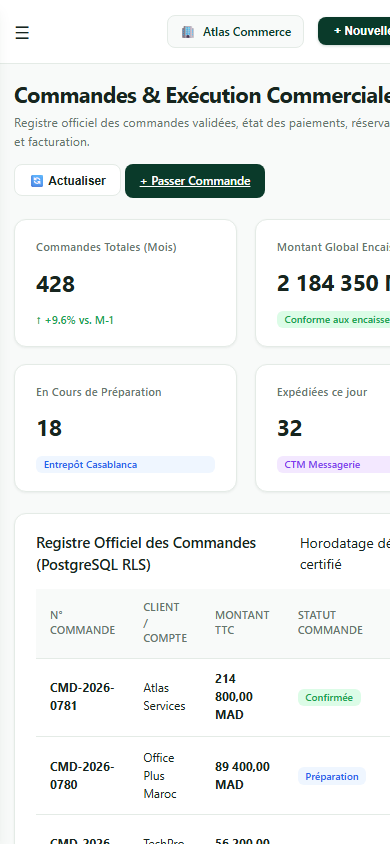 ☰
Atlas Commerce
+ Nouvelle
Commandes & Exécution Commerciale
Registre officiel des commandes validées, état des paiements, réserva
et facturation.
Actualiser
+ Passer Commande
Commandes Totales (Mois)
428
↑ +9.6% vs. M-1
Montant Global Encais
2 184 350 M
Conforme aux encaisse
En Cours de Préparation
18
Entrepôt Casablanca
Expédiées ce jour
32
CTM Messagerie
Registre Officiel des Commandes
(PostgreSQL RLS)
Horodatage dé
certifié
N°
COMMANDE
CLIENT
/
COMPTE
MONTANT
TTC
STATUT
COMMANDE
CMD-2026-
0781
Atlas
Services
214
800,00
MAD
Confirmée
CMD-2026-
0780
Office
Plus
Maroc
89 400,00
MAD
Préparation
CMD-2026-
TechPro
56 200,00